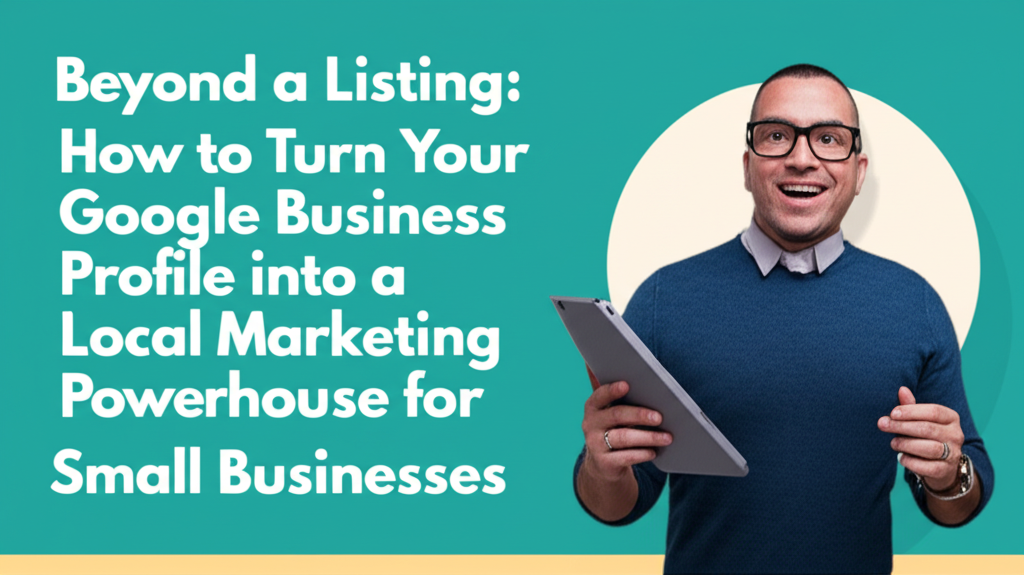 Beyond a Listing:
How to Turn Your
Google Business
Profile into a
Local Marketing
Powerhouse for
Small Businesses